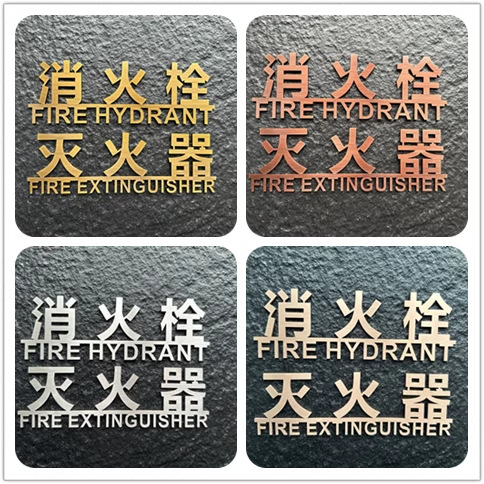 消火栓
FIRE HYDRANT
灭火器
FIRE EXTINGUISHER
消火栓
FIRE HYDRANT
灭火器
FIRE EXTINGUISHER
消火栓
FIRE HYDRANT
灭火器
FIRE EXTINGUISHER
消火栓
FIRE HYDRANT
灭火器
FIRE EXTINGUISHER